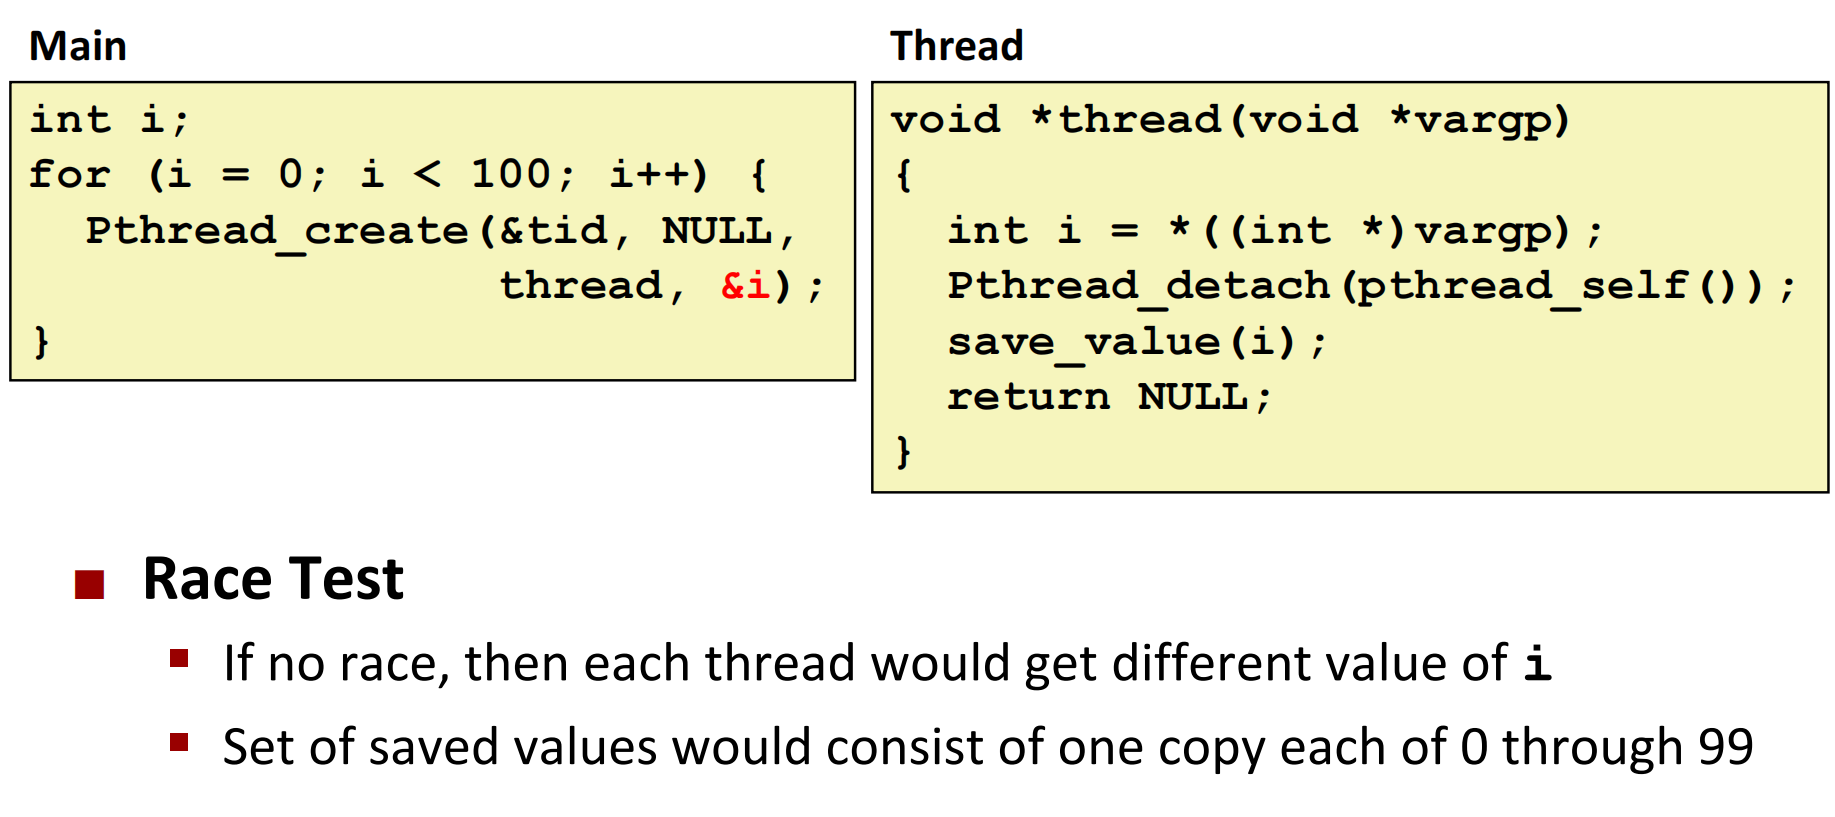 Main
int i;
for (i = 0; i < 100; i++) {
  Pthread_create(&tid, NULL,
                 thread, &i);
}
Thread
void *thread(void *vargp)
{
  int i = *((int *)vargp);
  Pthread_detach(pthread_self());
  save_value(i);
  return NULL;
}
Race Test
If no race, then each thread would get different value of i
Set of saved values would consist of one copy each of 0 through 99